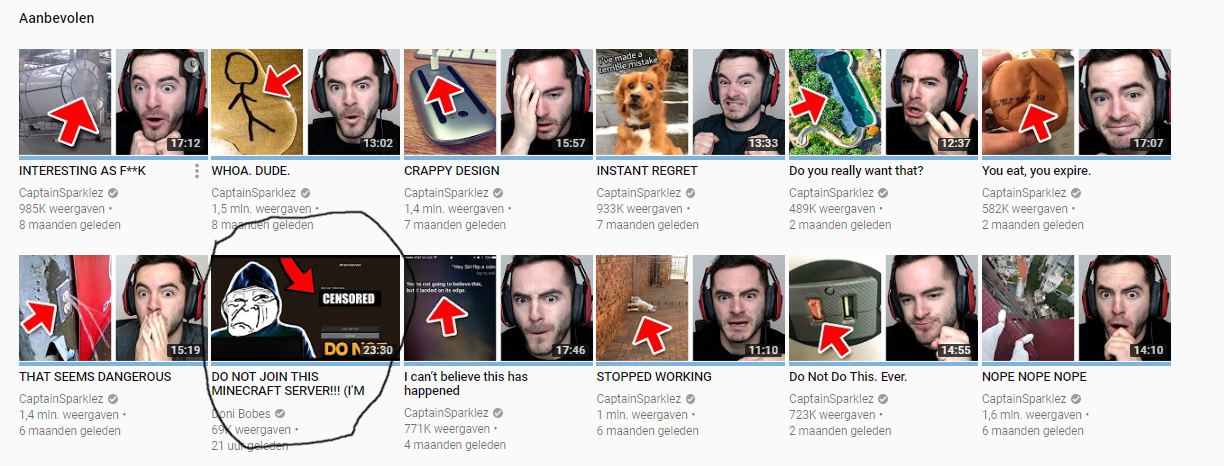 Aanbevolen
17:12
13:02
15:57
I've made a
terrible mistake
13:33
12:37
17:07
INTERESTING AS F**K
CaptainSparklez
985K weergaven •
8 maanden geleden
WHOA. DUDE.
CaptainSparklez
1,5 mln. weergaven •
8 maanden geleden
CRAPPY DESIGN
CaptainSparklez
1,4 mln. weergaven •
7 maanden geleden
INSTANT REGRET
CaptainSparklez
933K weergaven •
7 maanden geleden
Do you really want that?
CaptainSparklez
489K weergaven •
2 maanden geleden
You eat, you expire.
CaptainSparklez
582K weergaven •
2 maanden geleden
15:19
CENSORED
DO NO
23:30
"Hey Siri flip a coin
You're not going to believe this,
but it landed on its edge.
17:46
11:10
14:55
14:10
THAT SEEMS DANGEROUS
CaptainSparklez
1,4 mln. weergaven •
6 maanden geleden
DO NOT JOIN THIS
MINECRAFT SERVER!!! (I'M
Doni Bobes
69K weergaven •
21 uur geleden
I can't believe this has
happened
CaptainSparklez
771K weergaven •
4 maanden geleden
STOPPED WORKING
CaptainSparklez
1 mln. weergaven •
6 maanden geleden
Do Not Do This. Ever.
CaptainSparklez
723K weergaven •
2 maanden geleden
NOPE NOPE NOPE
CaptainSparklez
1,6 mln. weergaven •
6 maanden geleden